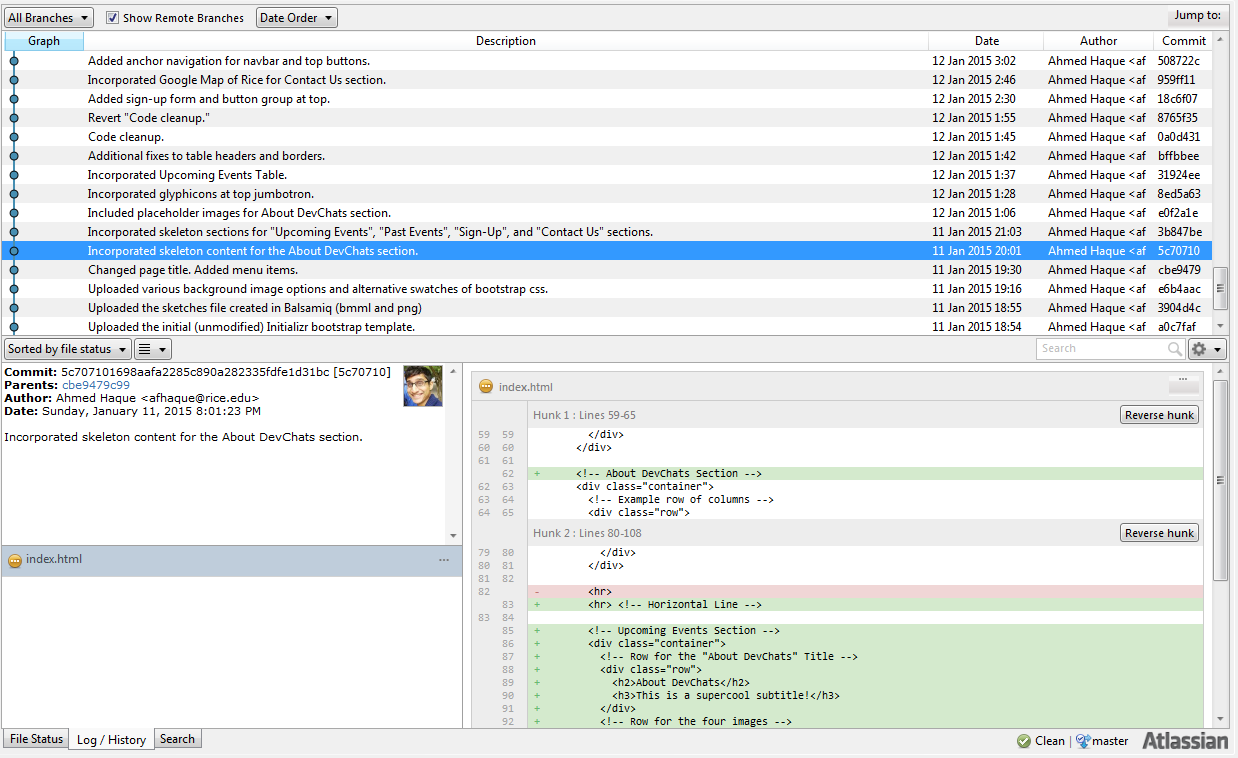 All Branches Show Remote Branches Date Order Jump to:
Graph Description Date Author Commit
Added anchor navigation for navbar and top buttons. 12 Jan 2015 3:02 Ahmed Haque <af 508722c
Incorporated Google Map of Rice for Contact Us section. 12 Jan 2015 2:46 Ahmed Haque <af 959ff11
Added sign-up form and button group at top. 12 Jan 2015 2:30 Ahmed Haque <af 18c6f07
Revert "Code cleanup." 12 Jan 2015 1:55 Ahmed Haque <af 8765f35
Code cleanup. 12 Jan 2015 1:45 Ahmed Haque <af 0a0d431
Additional fixes to table headers and borders. 12 Jan 2015 1:42 Ahmed Haque <af bffbbee
Incorporated Upcoming Events Table. 12 Jan 2015 1:37 Ahmed Haque <af 31924ee
Incorporated glyphicons at top jumbotron. 12 Jan 2015 1:28 Ahmed Haque <af 8ed5a63
Included placeholder images for About DevChats section. 12 Jan 2015 1:06 Ahmed Haque <af e0f2a1e
Incorporated skeleton sections for "Upcoming Events", "Past Events", "Sign-Up", and "Contact Us" sections. 11 Jan 2015 21:03 Ahmed Haque <af 3b847be
Incorporated skeleton content for the About DevChats section. 11 Jan 2015 20:01 Ahmed Haque <af 5c70710
Changed page title. Added menu items. 11 Jan 2015 19:30 Ahmed Haque <af cbe9479
Uploaded various background image options and alternative swatches of bootstrap css. 11 Jan 2015 19:16 Ahmed Haque <af e6b4aac
Uploaded the sketches file created in Balsamiq (bmml and png) 11 Jan 2015 18:55 Ahmed Haque <af 3904d4c
Uploaded the initial (unmodified) Initializr bootstrap template. 11 Jan 2015 18:54 Ahmed Haque <af a0c7faf
Sorted by file status Search
Commit: 5c707101698aafa2285c890a282335fdfe1d31bc [5c70710]
Parents: cbe9479c99
Author: Ahmed Haque <afhaque@rice.edu>
Date: Sunday, January 11, 2015 8:01:23 PM
Incorporated skeleton content for the About DevChats section.
index.html ...
index.html ...
Hunk 1 : Lines 59-65 Reverse hunk
59 59 </div>
60 60 </div>
61 61
62 + <!-- About DevChats Section -->
62 63 <div class="container">
63 64 <!-- Example row of columns -->
64 65 <div class="row">
Hunk 2 : Lines 80-108 Reverse hunk
79 80 </div>
80 81 </div>
81 82
82 - <hr>
83 + <hr> <!-- Horizontal Line -->
83 84
85 + <!-- Upcoming Events Section -->
86 + <div class="container">
87 + <!-- Row for the "About DevChats" Title -->
88 + <div class="row">
89 + <h2>About DevChats</h2>
90 + <h3>This is a supercool subtitle!</h3>
91 + </div>
92 + <!-- Row for the four images -->
File Status Log / History Search Clean | master Atlassian